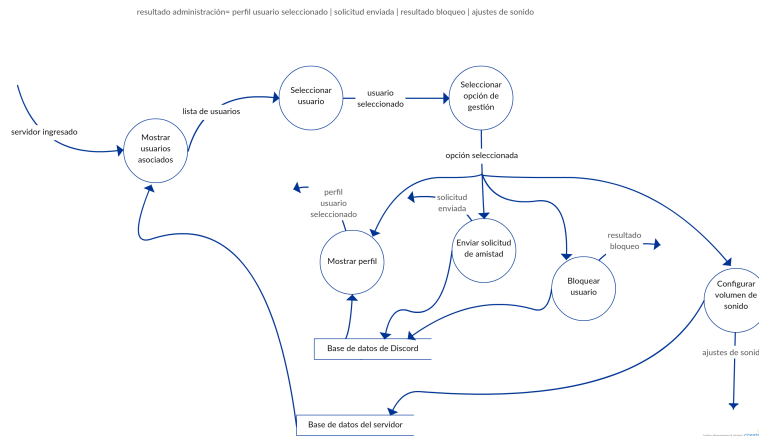 resultado administración= perfil usuario seleccionado | solicitud enviada | resultado bloqueo | ajustes de sonido
Seleccionar
usuario
usuario
seleccionado
Seleccionar
opción de
gestión
lista de usuarios
servidor ingresado
Mostrar
usuarios
asociados
opción seleccionada
perfil
usuario
seleccionado
solicitud
enviada
resultado
bloqueo
Mostrar perfil
Enviar solicitud
de amistad
Bloquear
usuario
Configurar
volumen de
sonido
Base de datos de Discord
ajustes de sonid
Base de datos del servidor